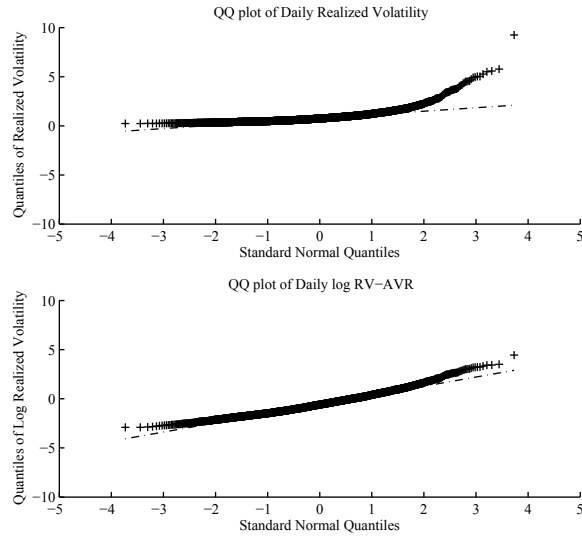 QQ plot of Daily Realized Volatility
10
5
0
−5
−10
Quantiles of Realized Volatility
−5 −4 −3 −2 −1 0 1 2 3 4 5
Standard Normal Quantiles
QQ plot of Daily log RV−AVR
10
5
0
−5
−10
Quantiles of Log Realized Volatility
−5 −4 −3 −2 −1 0 1 2 3 4 5
Standard Normal Quantiles